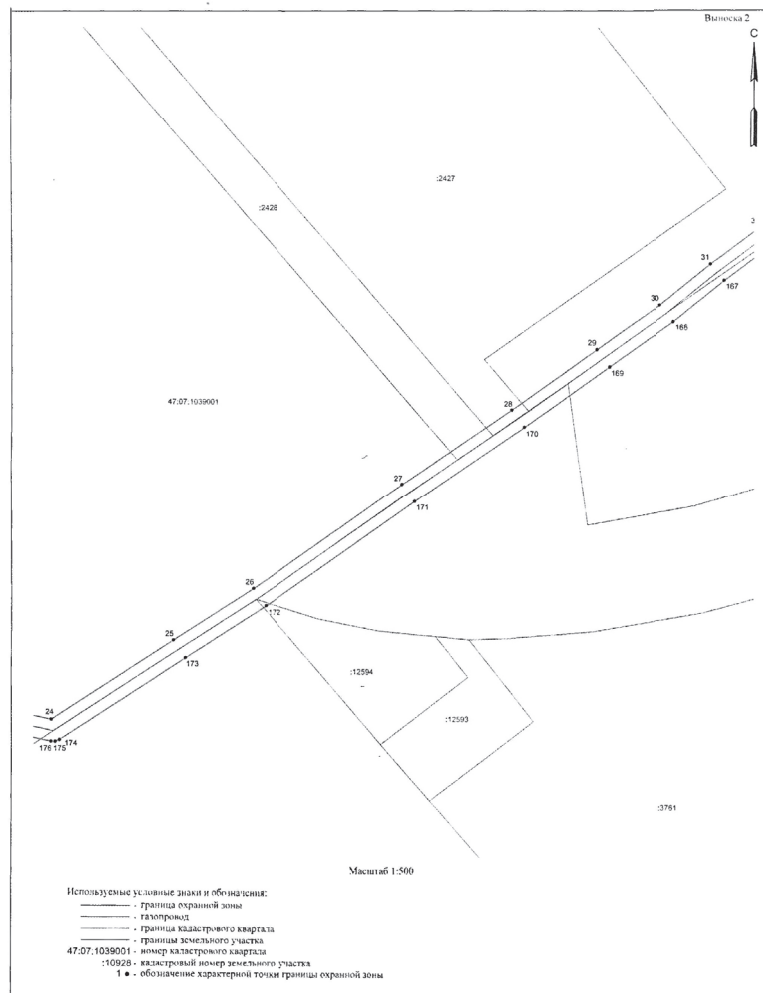 Выноска 2
С
:2427
:2428
2
31
167
30
168
29
169
47:07:1039001
28
170
27
171
26
172
25
173
:12594
24
:12593
176 175 174
:3761
Масштаб 1:500
Используемые условные знаки и обозначения:
- граница охранной зоны
- газопровод
- граница кадастрового квартала
- границы земельного участка
47:07:1039001 - номер кадастрового квартала
:10928 - кадастровый номер земельного участка
1 ● - обозначение характерной точки границы охранной зоны